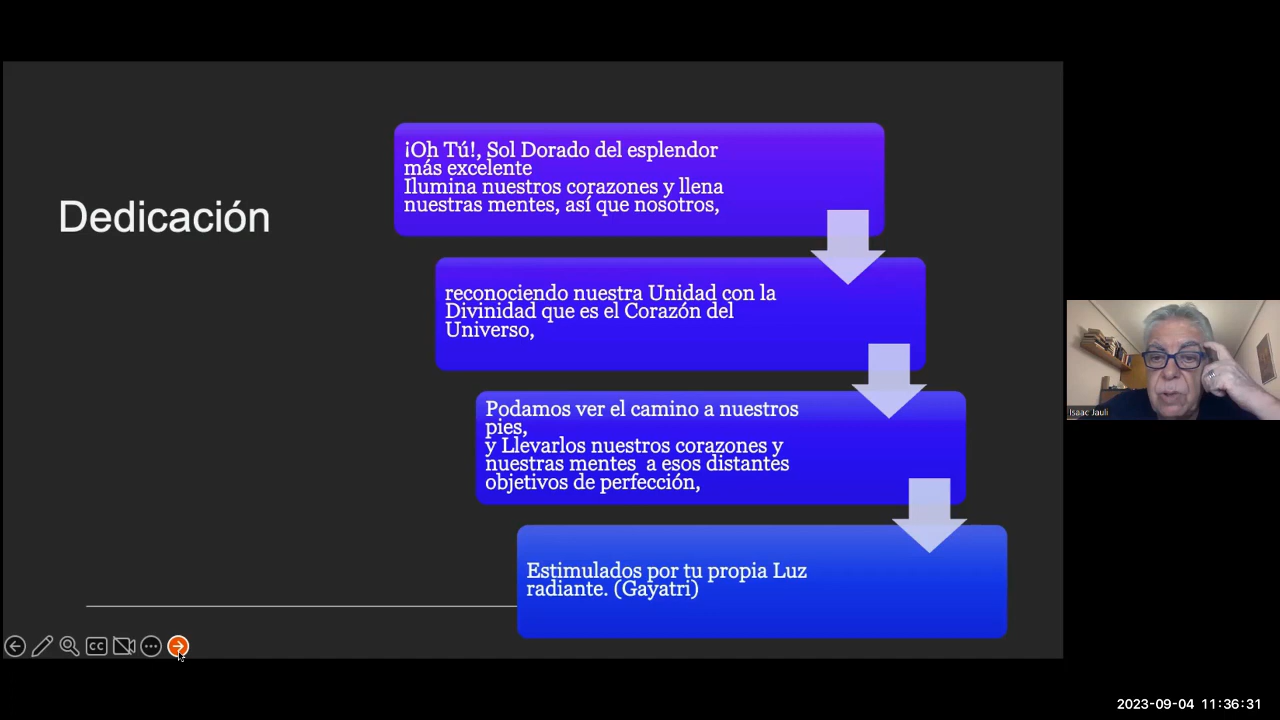 Dedicación
¡Oh Tú!, Sol Dorado del esplendor
más excelente
Ilumina nuestros corazones y llena
nuestras mentes, así que nosotros,
reconociendo nuestra Unidad con la
Divinidad que es el Corazón del
Universo,
Podamos ver el camino a nuestros
pies,
y Llevarlos nuestros corazones y
nuestras mentes  a esos distantes
objetivos de perfección,
Estimulados por tu propia Luz
radiante. (Gayatri)
CC
Isaac Jauli
2023-09-04 11:36:31